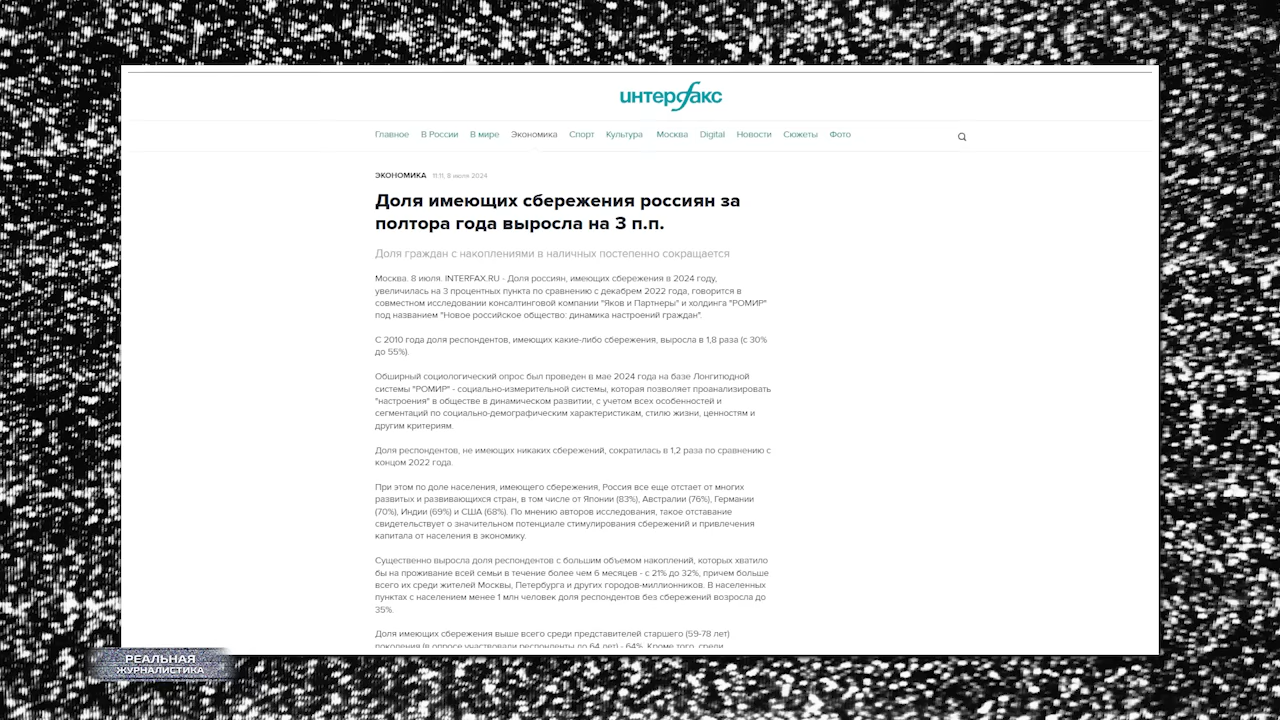 интерфакс
Главное В России В мире Экономика Спорт Культура Москва Digital Новости Сюжеты Фото
ЭКОНОМИКА 11:11, 8 июля 2024
Доля имеющих сбережения россиян за
полтора года выросла на 3 п.п.
Доля граждан с накоплениями в наличных постепенно сокращается
Москва. 8 июля. INTERFAX.RU - Доля россиян, имеющих сбережения в 2024 году,
увеличилась на 3 процентных пункта по сравнению с декабрем 2022 года, говорится в
совместном исследовании консалтинговой компании "Яков и Партнеры" и холдинга "РОМИР"
под названием "Новое российское общество: динамика настроений граждан".
С 2010 года доля респондентов, имеющих какие-либо сбережения, выросла в 1,8 раза (с 30%
до 55%).
Обширный социологический опрос был проведен в мае 2024 года на базе Лонгитюдной
системы "РОМИР" - социально-измерительной системы, которая позволяет проанализировать
"настроения" в обществе в динамическом развитии, с учетом всех особенностей и
сегментаций по социально-демографическим характеристикам, стилю жизни, ценностям и
другим критериям.
Доля респондентов, не имеющих никаких сбережений, сократилась в 1,2 раза по сравнению с
концом 2022 года.
При этом по доле населения, имеющего сбережения, Россия все еще отстает от многих
развитых и развивающихся стран, в том числе от Японии (83%), Австралии (76%), Германии
(70%), Индии (69%) и США (68%). По мнению авторов исследования, такое отставание
свидетельствует о значительном потенциале стимулирования сбережений и привлечения
капитала от населения в экономику.
Существенно выросла доля респондентов с большим объемом накоплений, которых хватило
бы на проживание всей семьи в течение более чем 6 месяцев - с 21% до 32%, причем больше
всего их среди жителей Москвы, Петербурга и других городов-миллионников. В населенных
пунктах с населением менее 1 млн человек доля респондентов без сбережений возросла до
35%.
Доля имеющих сбережения выше всего среди представителей старшего (59-78 лет)
поколения (в опросе участвовали респонденты до 64 лет) - 64%. Кроме того, среди
РЕАЛЬНАЯ
ЖУРНАЛИСТИКА